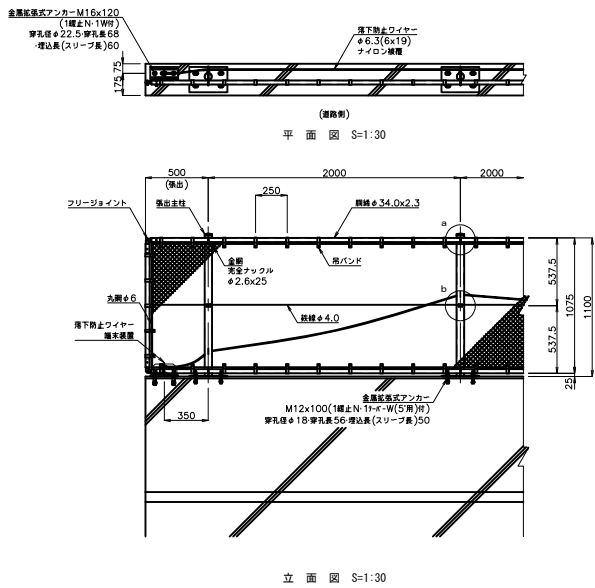 金属拡張式アンカーM16x120
(1緩止N･1W付)
穿孔径φ22.5･穿孔長68
･埋込長(スリーブ長)60
落下防止ワイヤー
φ6.3(6x19)
ナイロン被覆
75
175
(道路側)
平 面 図 S=1:30
500
(張出)
2000
2000
フリージョイント
張出主柱
250
胴縁φ34.0x2.3
a
金網
完全ナックル
φ2.6x25
吊バンド
丸鋼φ6
b
鉄線φ4.0
落下防止ワイヤー
端末装置
537.5
537.5
1075
1100
25
350
金属拡張式アンカー
M12x100(1緩止N･1ﾃｰﾊﾟｰW(5°用)付)
穿孔径φ18･穿孔長56･埋込長(スリーブ長)50
立 面 図 S=1:30